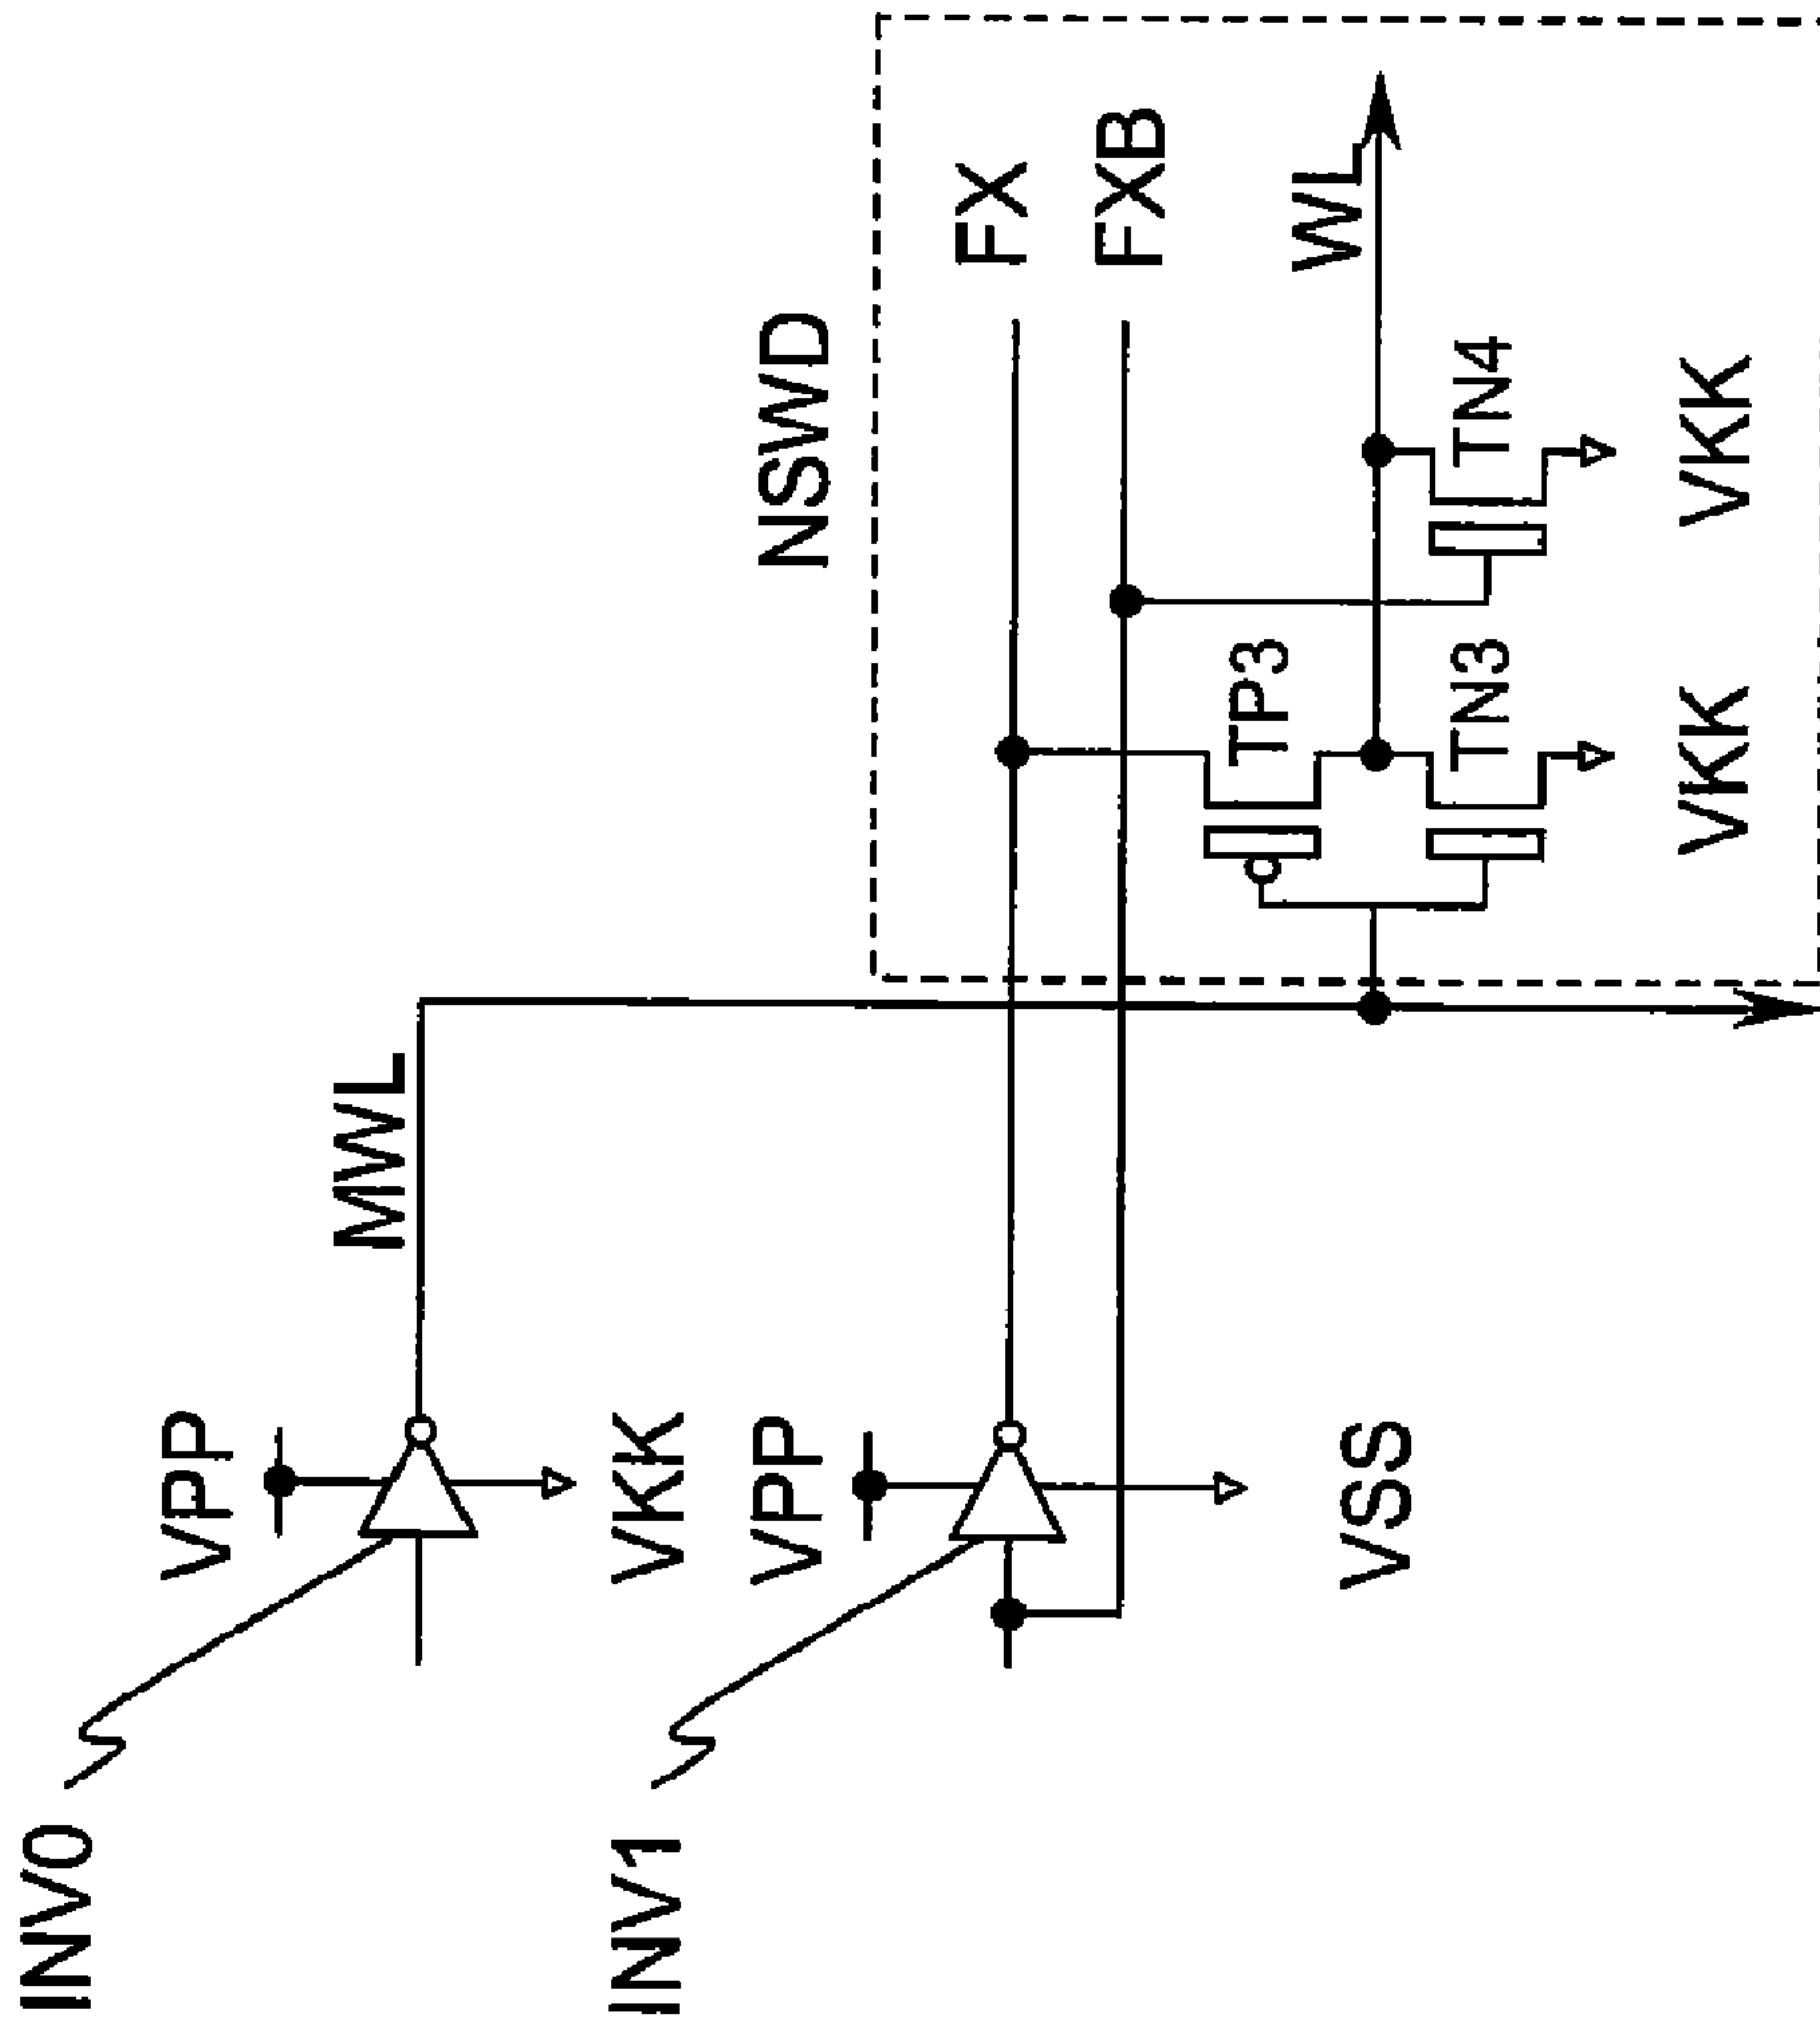 INV0
VPP
MWL
VKK
INV1
VPP
NSWD
FX
FXB
TP3
WL
VSS
TN3
TN4
VKK
VKK